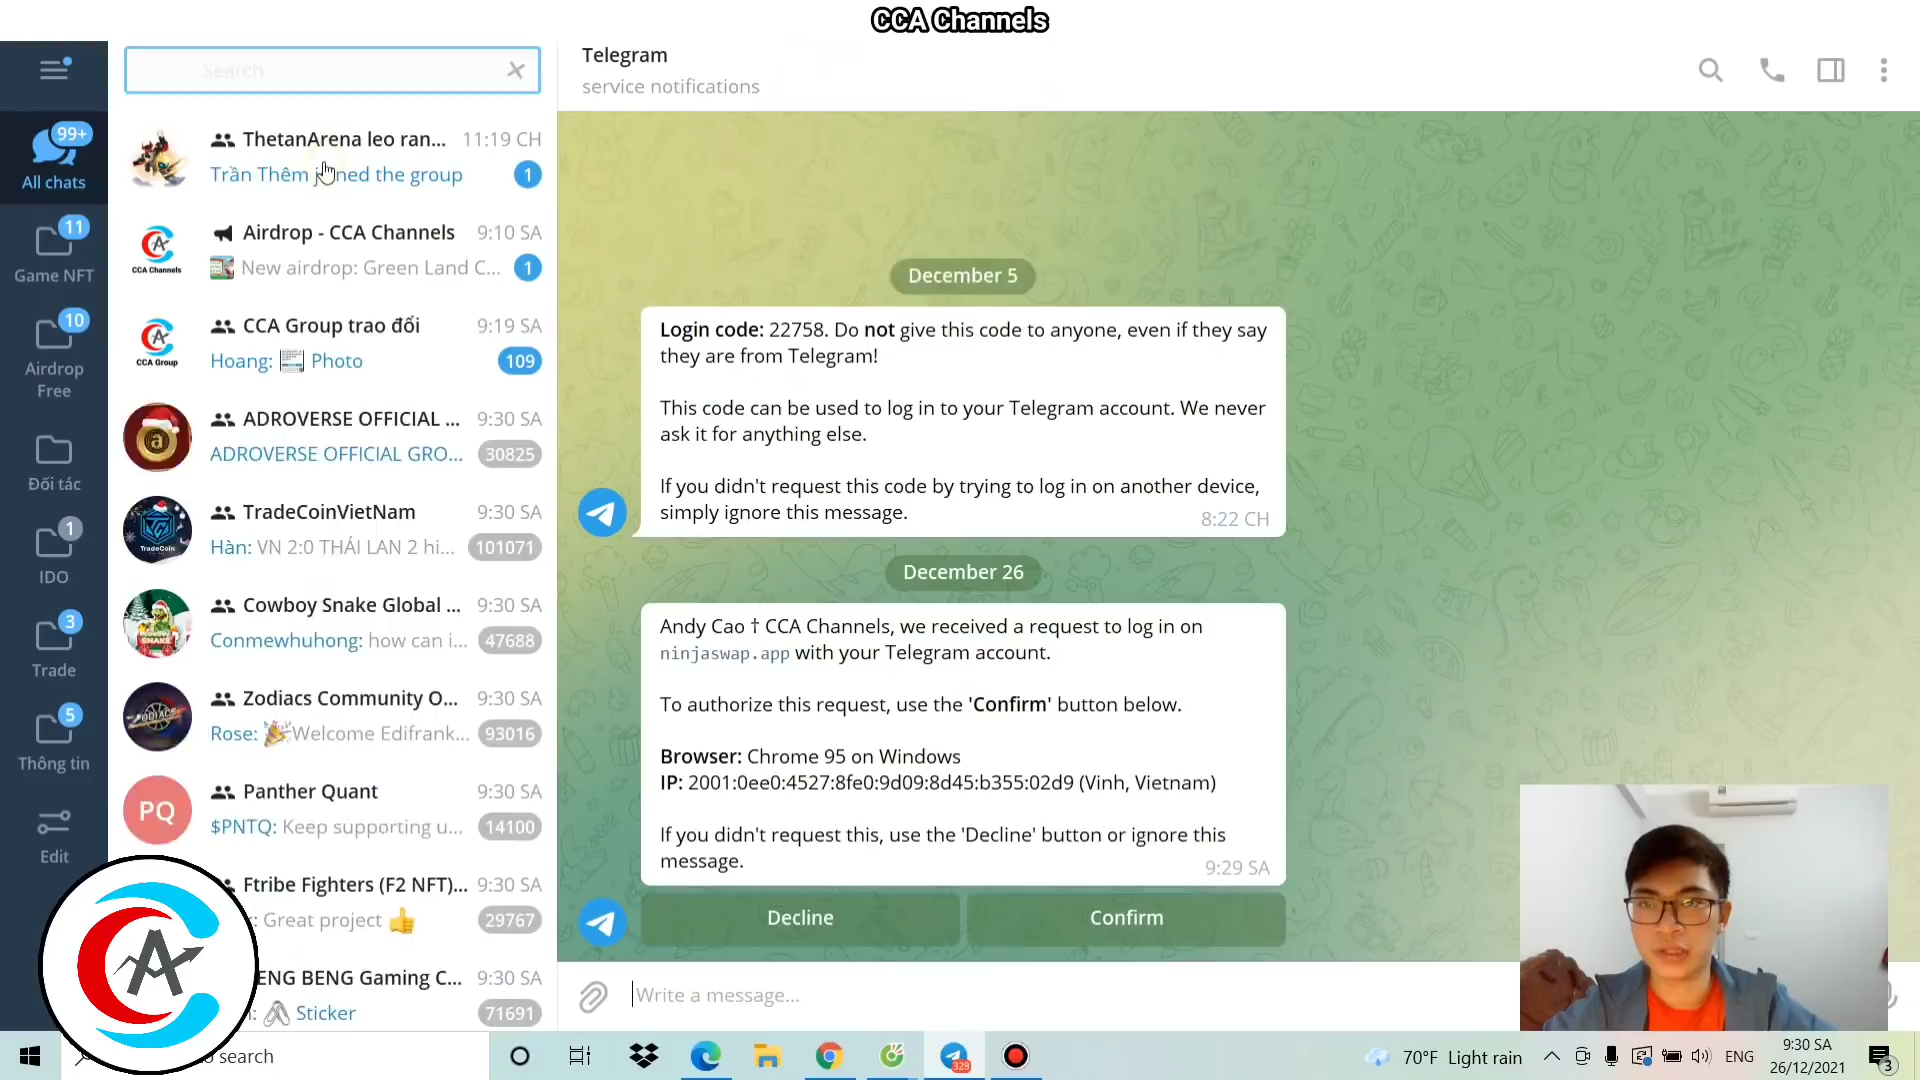 CCA Channels
Search
99+
All chats
11
Game NFT
10
Airdrop
Free
Đối tác
1
IDO
3
Trade
5
Thông tin
Edit
ThetanArena leo ran... 11:19 CH
Trần Thêm joined the group 1
Airdrop - CCA Channels 9:10 SA
New airdrop: Green Land C... 1
CCA Channels
CCA Group trao đổi 9:19 SA
Hoang: Photo 109
CCA Group
ADROVERSE OFFICIAL ... 9:30 SA
ADROVERSE OFFICIAL GRO... 30825
TradeCoinVietNam 9:30 SA
Hàn: VN 2:0 THÁI LAN 2 hi... 101071
TradeCoin
Cowboy Snake Global ... 9:30 SA
Conmewhuhong: how can i... 47688
Zodiacs Community O... 9:30 SA
Rose: Welcome Edifrank... 93016
PQ
Panther Quant 9:30 SA
$PNTQ: Keep supporting u... 14100
Ftribe Fighters (F2 NFT)... 9:30 SA
: Great project 29767
ENG BENG Gaming C... 9:30 SA
: Sticker 71691
Telegram
service notifications
December 5
Login code: 22758. Do not give this code to anyone, even if they say
they are from Telegram!
This code can be used to log in to your Telegram account. We never
ask it for anything else.
If you didn't request this code by trying to log in on another device,
simply ignore this message. 8:22 CH
December 26
Andy Cao † CCA Channels, we received a request to log in on
ninjaswap.app with your Telegram account.
To authorize this request, use the 'Confirm' button below.
Browser: Chrome 95 on Windows
IP: 2001:0ee0:4527:8fe0:9d09:8d45:b355:02d9 (Vinh, Vietnam)
If you didn't request this, use the 'Decline' button or ignore this
message. 9:29 SA
Decline Confirm
Write a message...
search
328
70°F Light rain
ENG
9:30 SA
26/12/2021
3